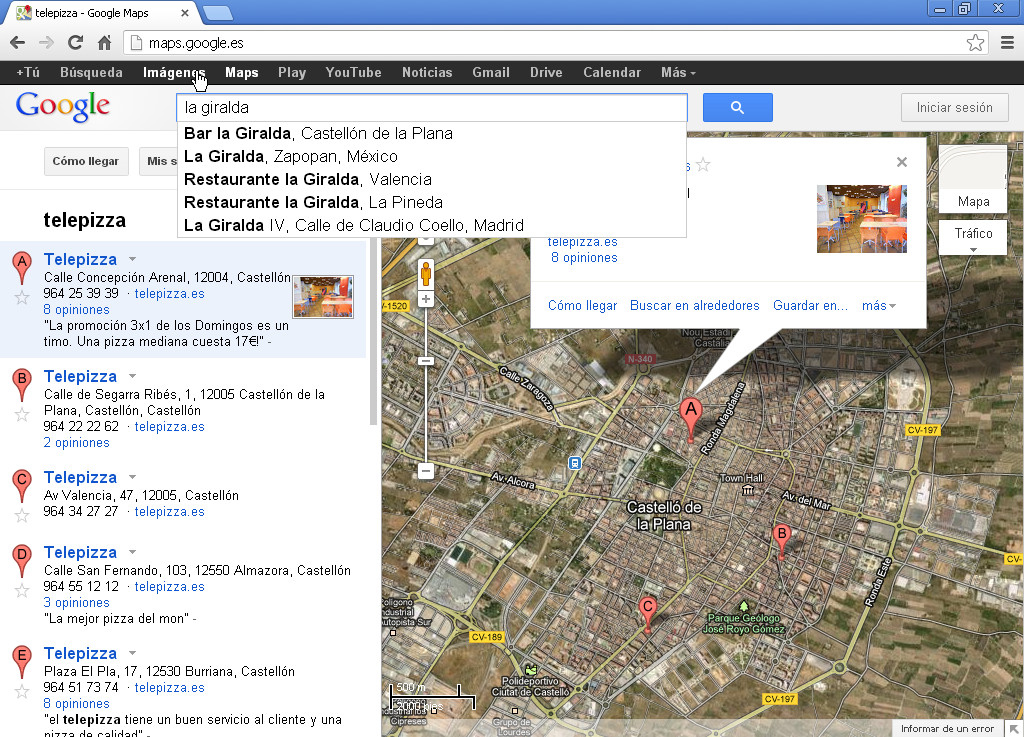 telepizza - Google Maps
maps.google.es
+Tú Búsqueda Imágenes Maps Play YouTube Noticias Gmail Drive Calendar Más
Google
la giralda
Iniciar sesión
Bar la Giralda, Castellón de la Plana
La Giralda, Zapopan, México
Restaurante la Giralda, Valencia
Restaurante la Giralda, La Pineda
La Giralda IV, Calle de Claudio Coello, Madrid
Cómo llegar
Mis s
telepizza
A
Telepizza
Calle Concepción Arenal, 12004, Castellón
964 25 39 39 · telepizza.es
8 opiniones
"La promoción 3x1 de los Domingos es un
timo. Una pizza mediana cuesta 17€!" -
B
Telepizza
Calle de Segarra Ribés, 1, 12005 Castellón de la
Plana, Castellón, Castellón
964 22 22 62 · telepizza.es
2 opiniones
C
Telepizza
Av Valencia, 47, 12005, Castellón
964 34 27 27 · telepizza.es
D
Telepizza
Calle San Fernando, 103, 12550 Almazora, Castellón
964 55 12 12 · telepizza.es
3 opiniones
"La mejor pizza del mon" -
E
Telepizza
Plaza El Pla, 17, 12530 Burriana, Castellón
964 51 73 74 · telepizza.es
8 opiniones
"el telepizza tiene un buen servicio al cliente y una
pizza de calidad" -
telepizza.es
8 opiniones
Cómo llegar Buscar en alrededores Guardar en... más
Mapa
Tráfico
V-1520
Nou Estadi
Castalia
N-340
Calle Zaragoza
A
Ronda Magdalena
CV-197
Av. Alcora
Town Hall
Av. del Mar
Castelló de
la Plana
B
CV-
Ronda Este
C
Polígono
Industrial
Autopista Sur
Parque Geólogo
José Royo Gómez
CV-189
Polideportivo
Ciutat de Castelló
CV-197
500 m
2000 pies
Cipreses
Grupo de
Lourdes
Informar de un error